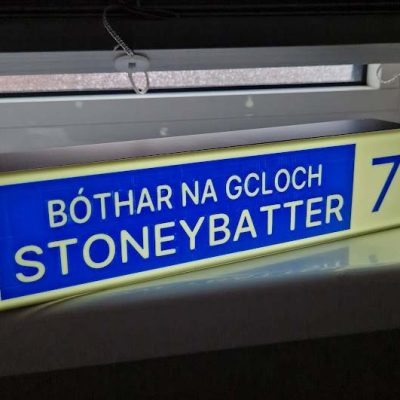 BÓTHAR NA GCLOCH
STONEYBATTER
7